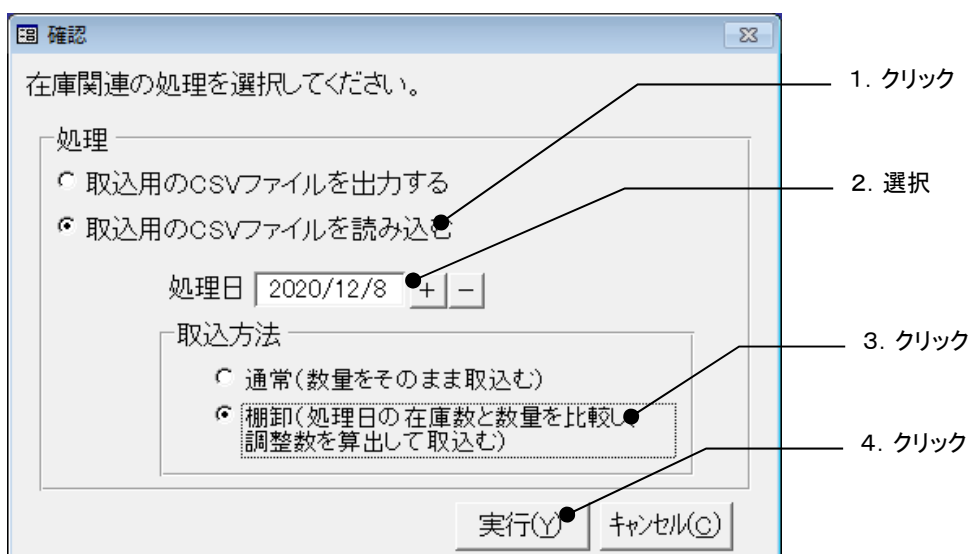 確認
在庫関連の処理を選択してください。
1. クリック
処理
取込用のCSVファイルを出力する
2. 選択
取込用のCSVファイルを読み込む
処理日 2020/12/8 + －
取込方法
3. クリック
通常(数量をそのまま取込む)
棚卸(処理日の在庫数と数量を比較し、
調整数を算出して取込む)
4. クリック
実行(Y) ｷｬﾝｾﾙ(C)